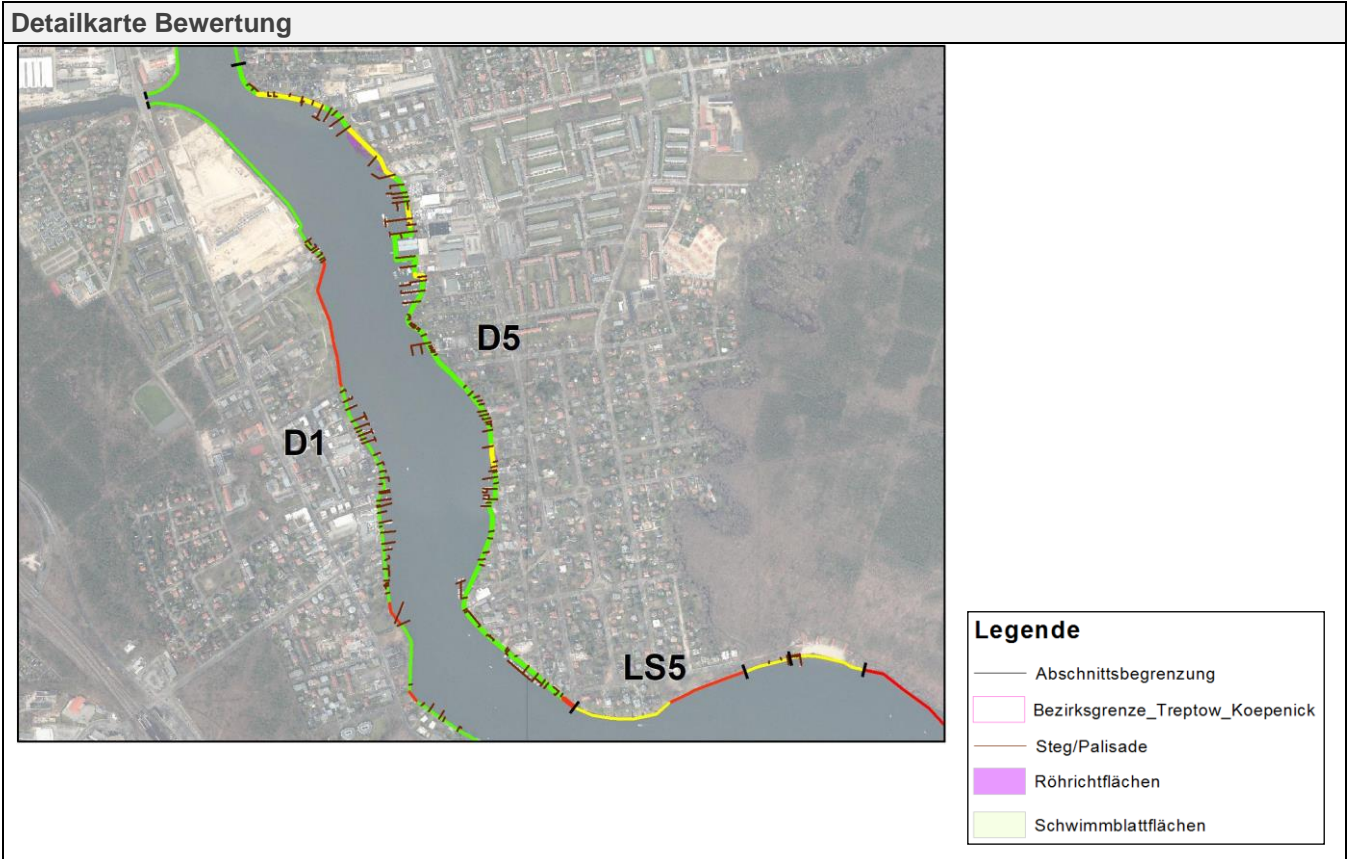 Detailkarte Bewertung
D5
D1
LS5
Legende
Abschnittsbegrenzung
Bezirksgrenze_Treptow_Koepenick
Steg/Palisade
Röhrichtflächen
Schwimmblattflächen